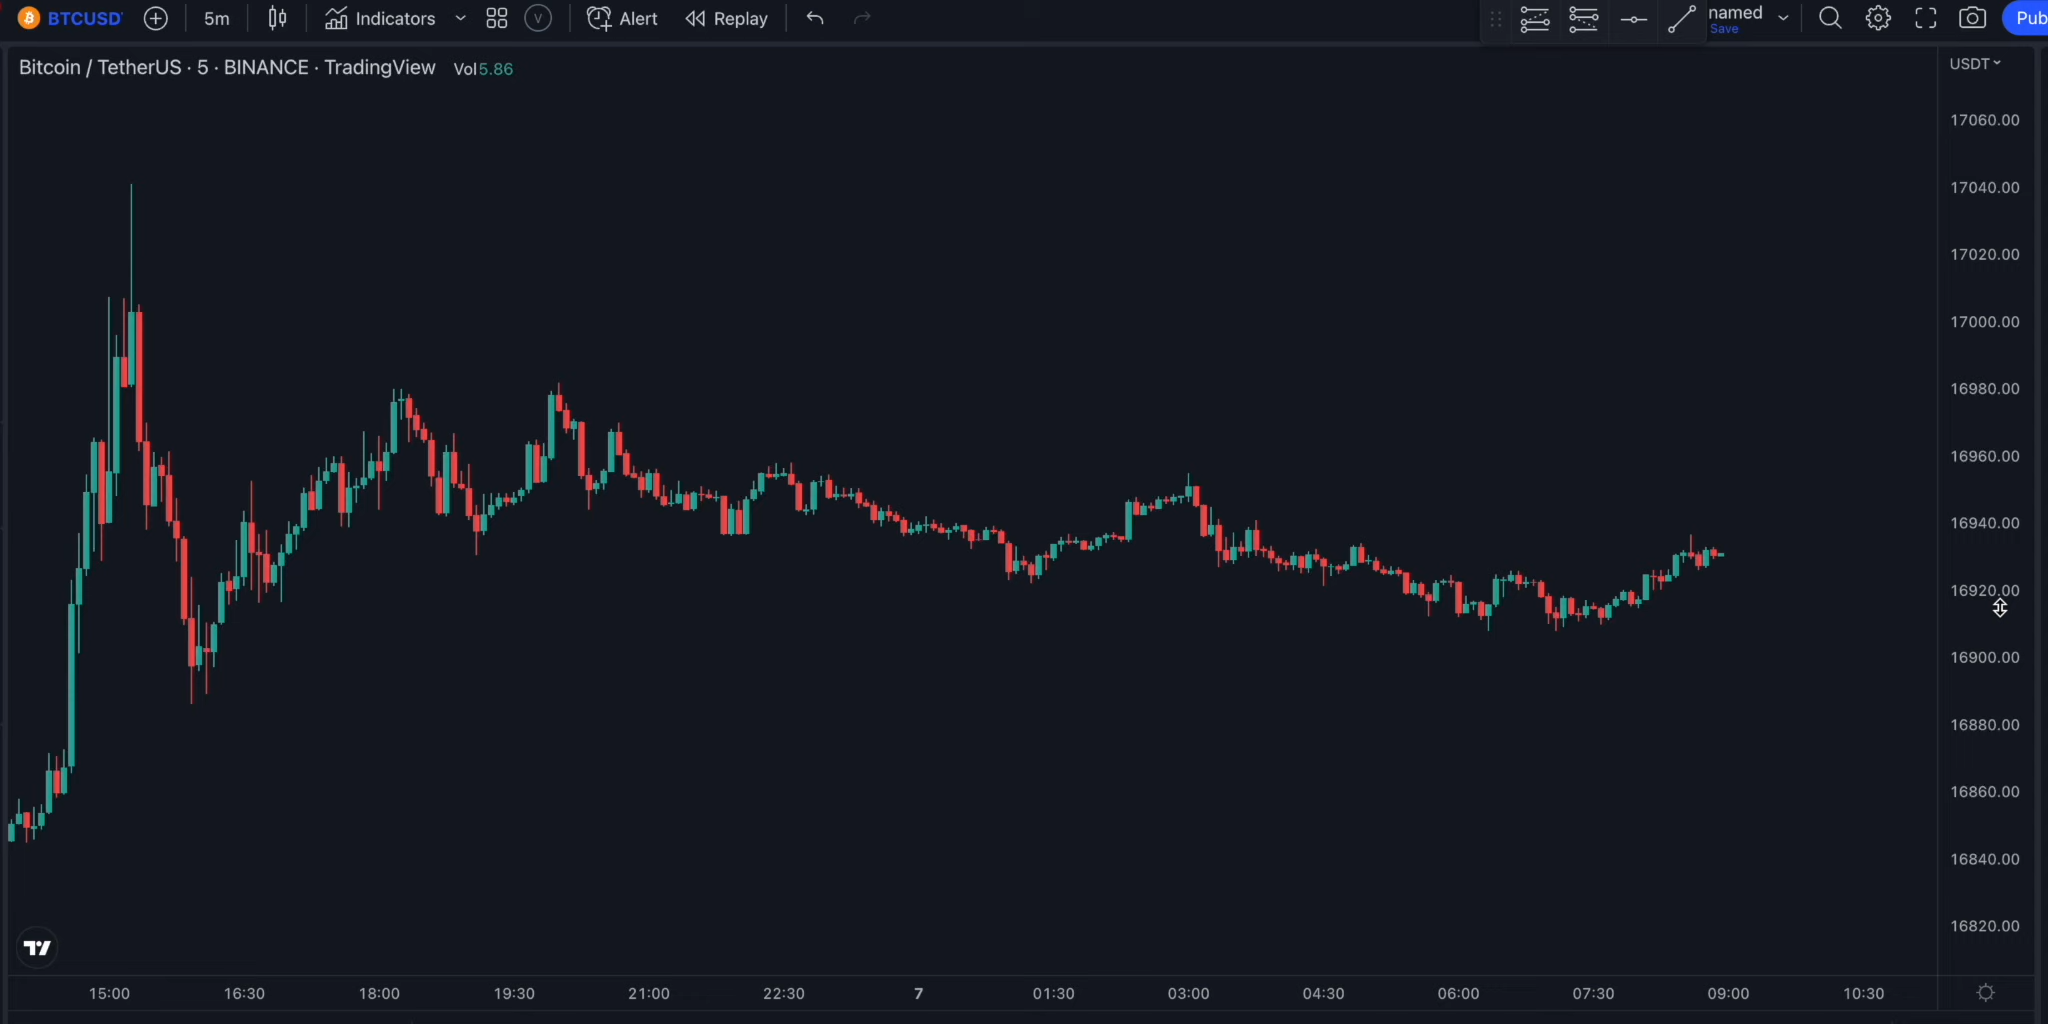 BTCUSD 5m Indicators V Alert Replay named Pub
Save
Bitcoin / TetherUS · 5 · BINANCE · TradingView Vol5.86
USDT
17060.00
17040.00
17020.00
17000.00
16980.00
16960.00
16940.00
16920.00
16900.00
16880.00
16860.00
16840.00
16820.00
15:00 16:30 18:00 19:30 21:00 22:30 7 01:30 03:00 04:30 06:00 07:30 09:00 10:30